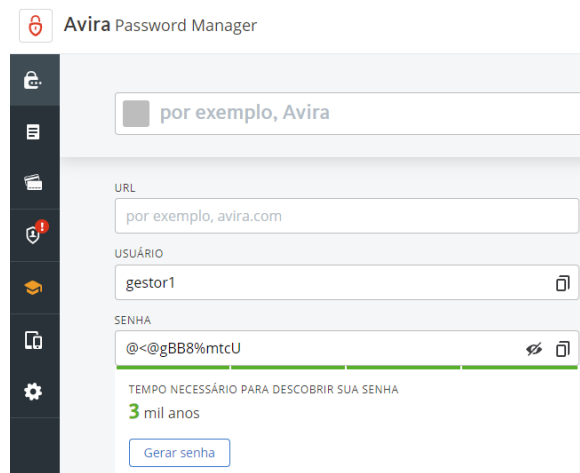 Avira Password Manager
por exemplo, Avira
URL
por exemplo, avira.com
USUÁRIO
gestor1
SENHA
@<@gBB8%mtcU
TEMPO NECESSÁRIO PARA DESCOBRIR SUA SENHA
3 mil anos
Gerar senha